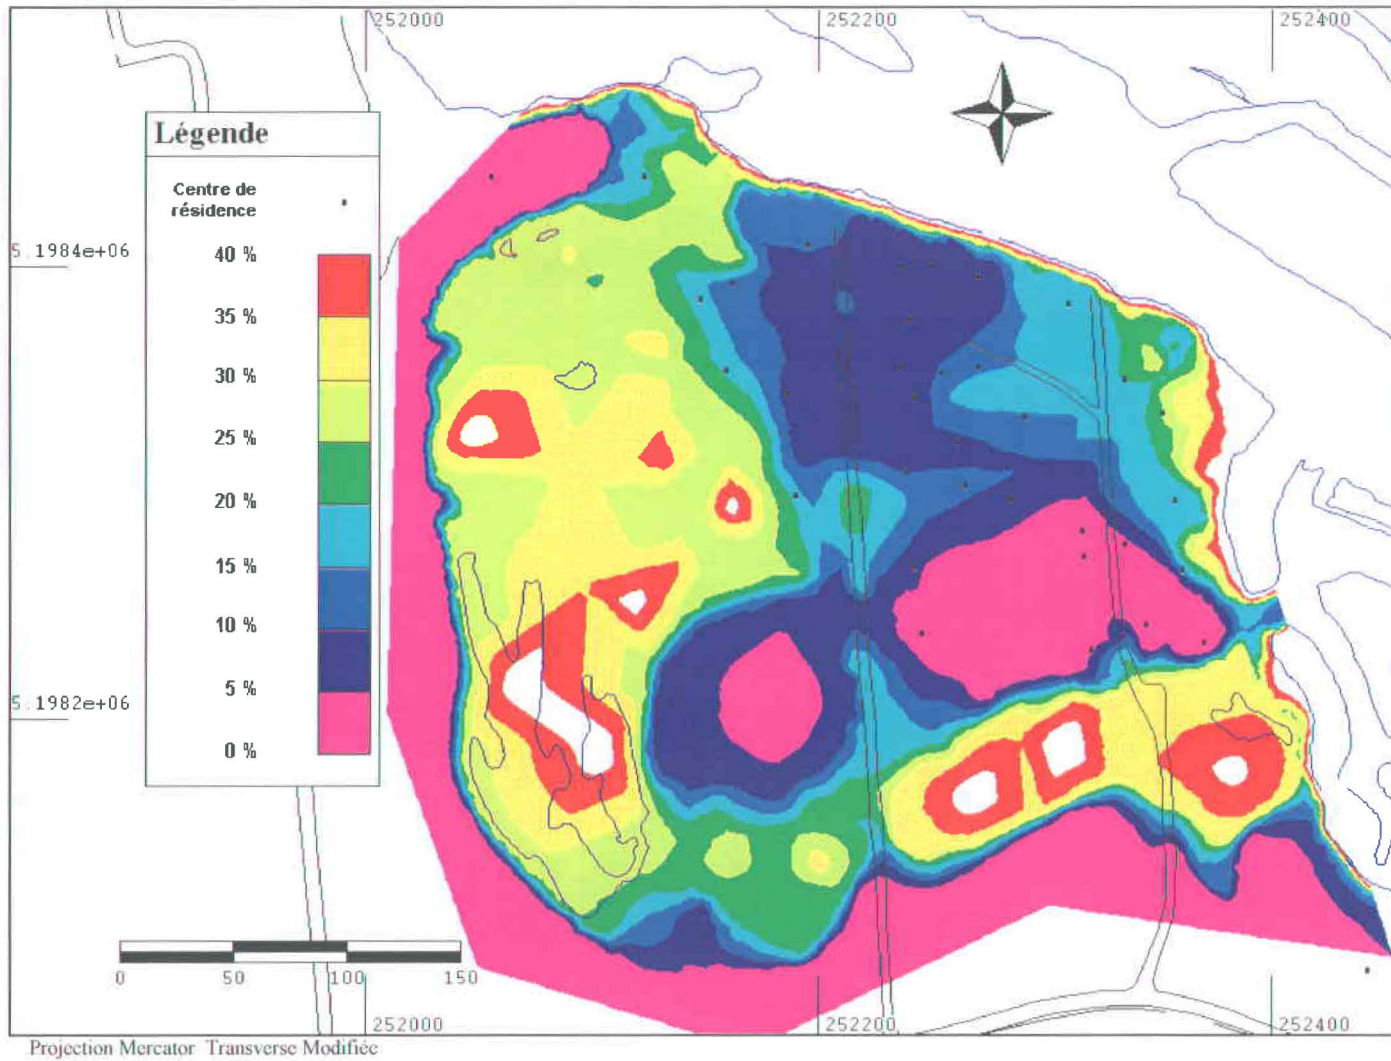 252000 252200 252400
Légende
Centre de
résidence
40 %
35 %
30 %
25 %
20 %
15 %
10 %
5 %
0 %
5.1984e+06
5.1982e+06
0 50 100 150
252000 252200 252400
Projection Mercator Transverse Modifiée